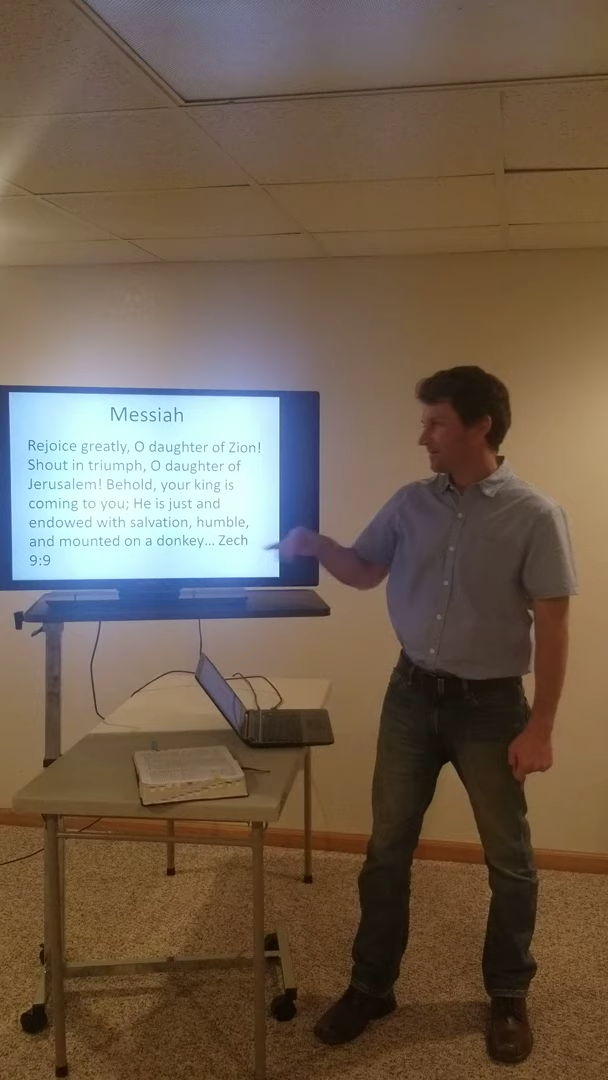 Messiah
Rejoice greatly, O daughter of Zion!
Shout in triumph, O daughter of
Jerusalem! Behold, your king is
coming to you; He is just and
endowed with salvation, humble,
and mounted on a donkey… Zech
9:9